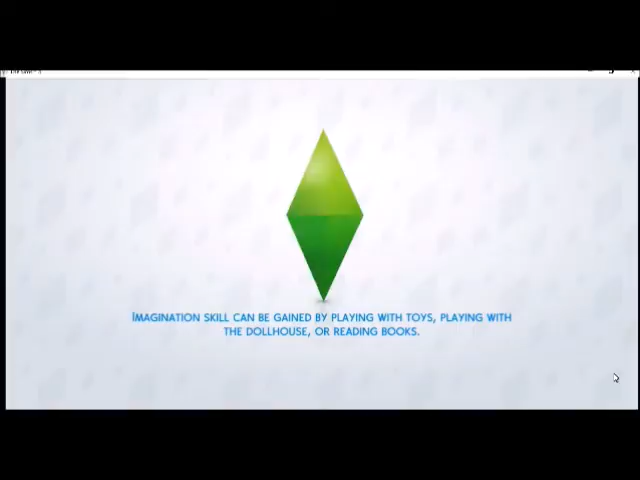 IMAGINATION SKILL CAN BE GAINED BY PLAYING WITH TOYS, PLAYING WITH
THE DOLLHOUSE, OR READING BOOKS.